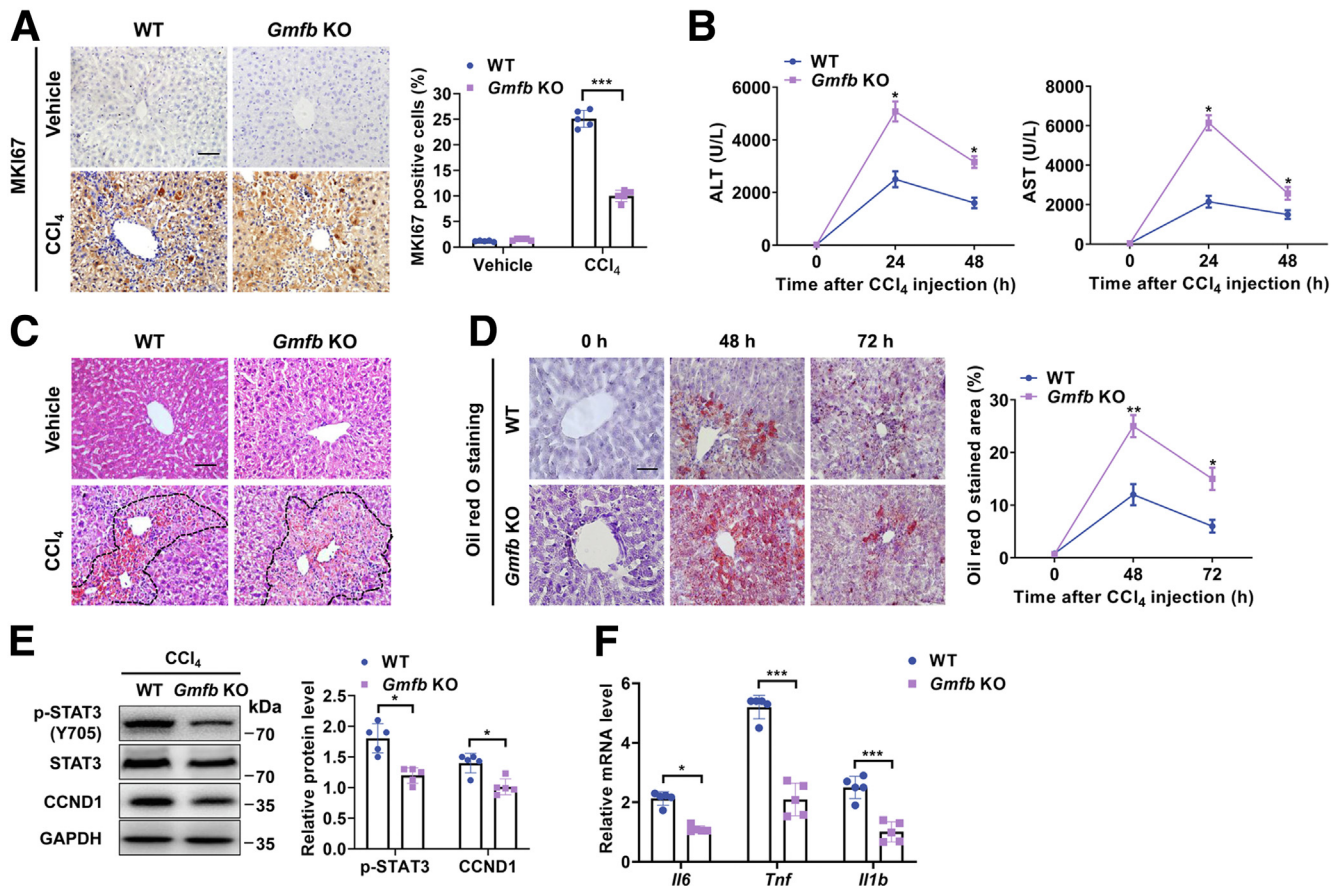 A
WT
Gmfb KO
MKI67
Vehicle
CCl₄
WT
Gmfb KO
MKI67 positive cells (%)
30
25
20
15
10
5
0
***
Vehicle
CCl₄
B
WT
Gmfb KO
ALT (U/L)
6000
4000
2000
0
*
*
0
24
48
Time after CCl₄ injection (h)
AST (U/L)
8000
6000
4000
2000
0
*
*
0
24
48
Time after CCl₄ injection (h)
C
WT
Gmfb KO
Vehicle
CCl₄
D
0 h
48 h
72 h
Oil red O staining
WT
Gmfb KO
WT
Gmfb KO
Oil red O stained area (%)
30
20
10
0
**
*
0
48
72
Time after CCl₄ injection (h)
E
CCl₄
WT
Gmfb KO
kDa
p-STAT3
(Y705)
–70
STAT3
–70
CCND1
–35
GAPDH
–35
WT
Gmfb KO
Relative protein level
2.5
2.0
1.5
1.0
0.5
0.0
*
*
p-STAT3
CCND1
F
WT
Gmfb KO
Relative mRNA level
6
4
2
0
*
***
***
Il6
Tnf
Il1b